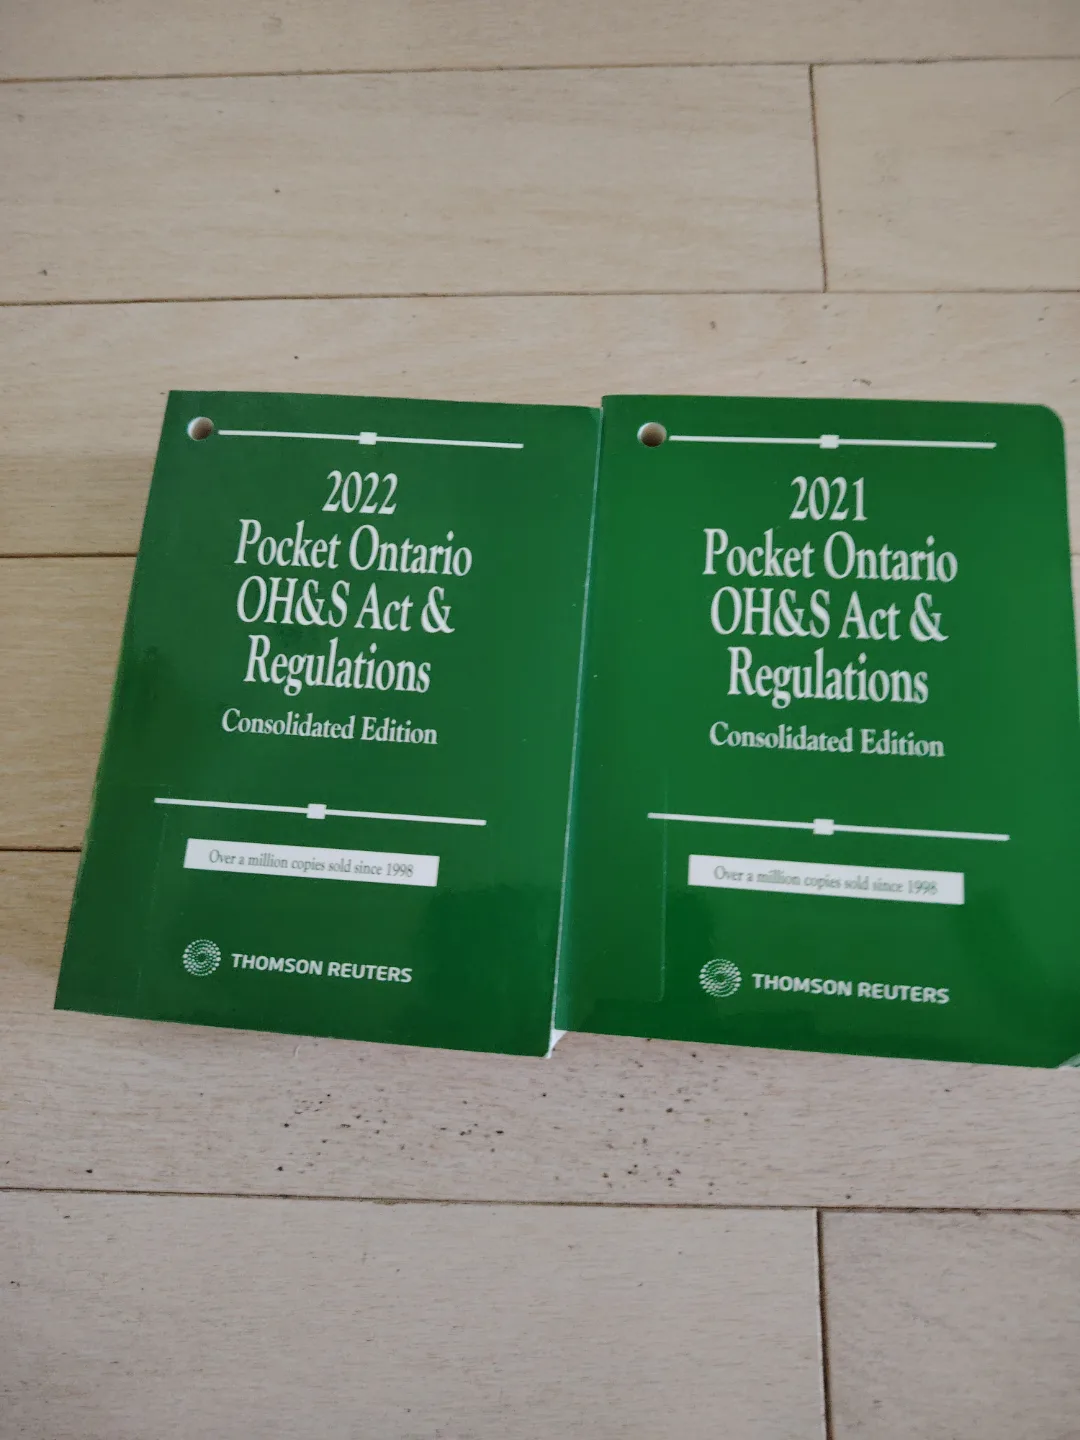 2022
Pocket Ontario
OH&S Act &
Regulations
Consolidated Edition
Over a million copies sold since 1998
THOMSON REUTERS
2021
Pocket Ontario
OH&S Act &
Regulations
Consolidated Edition
Over a million copies sold since 1998
THOMSON REUTERS